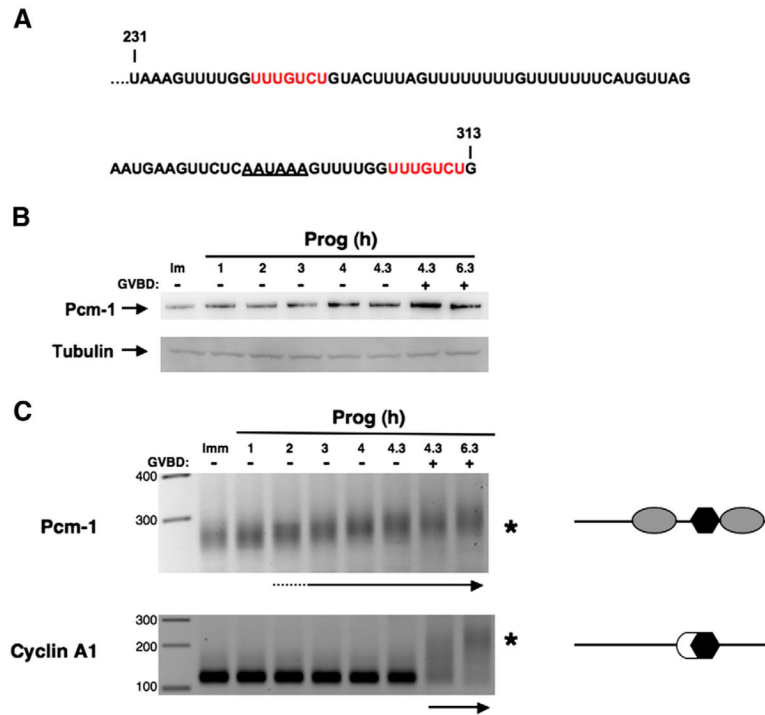 A
231
....UAAAGUUUUGGUUUGUCUGUACUUUAGUUUUUUUUGUUUUUUUCAUGUUAG
313
AAUGAAGUUCUCAAUAAAGUUUUGGUUUGUCUG
B
Prog (h)
Im 1 2 3 4 4.3 4.3 6.3
GVBD: - - - - - - + +
Pcm-1
Tubulin
C
Prog (h)
Imm 1 2 3 4 4.3 4.3 6.3
GVBD: - - - - - - + +
400
300
Pcm-1
*
300
200
100
Cyclin A1
*